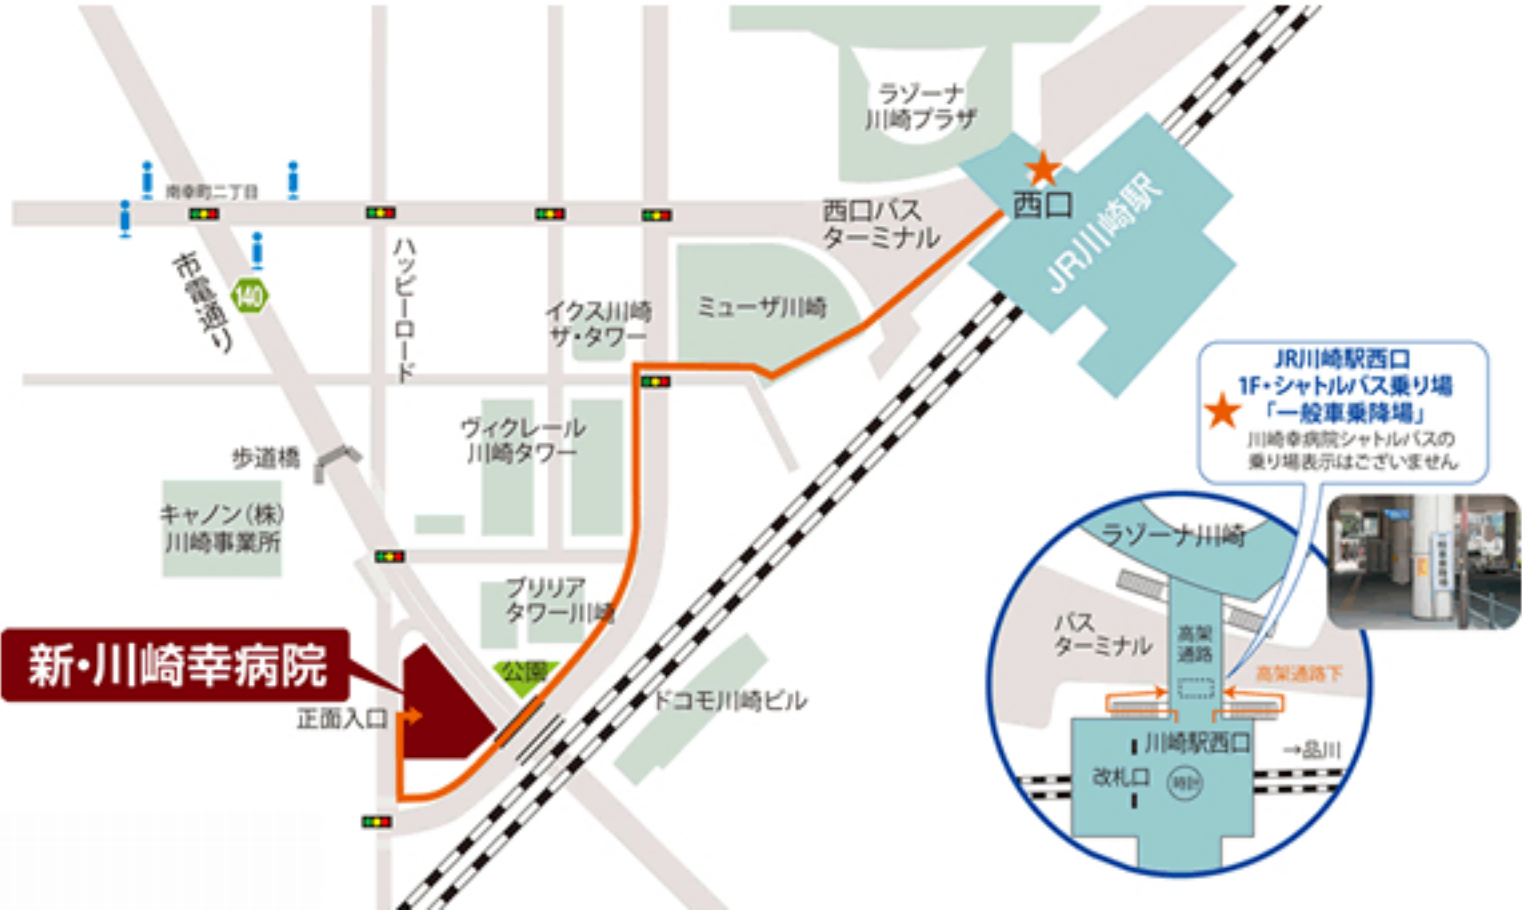 ラゾーナ
川崎プラザ
西口
JR川崎駅
西口バス
ターミナル
南幸町二丁目
市電通り
140
ハッピーロード
イクス川崎
ザ・タワー
ミューザ川崎
ヴィクレール
川崎タワー
歩道橋
キャノン（株）
川崎事業所
ブリリア
タワー川崎
新・川崎幸病院
正面入口
公園
ドコモ川崎ビル
JR川崎駅西口
1F・シャトルバス乗り場
「一般車乗降場」
川崎幸病院シャトルバスの
乗り場表示はございません
ラゾーナ川崎
バス
ターミナル
高架
通路
高架通路下
川崎駅西口
→品川
改札口
時計
一般車乗降場